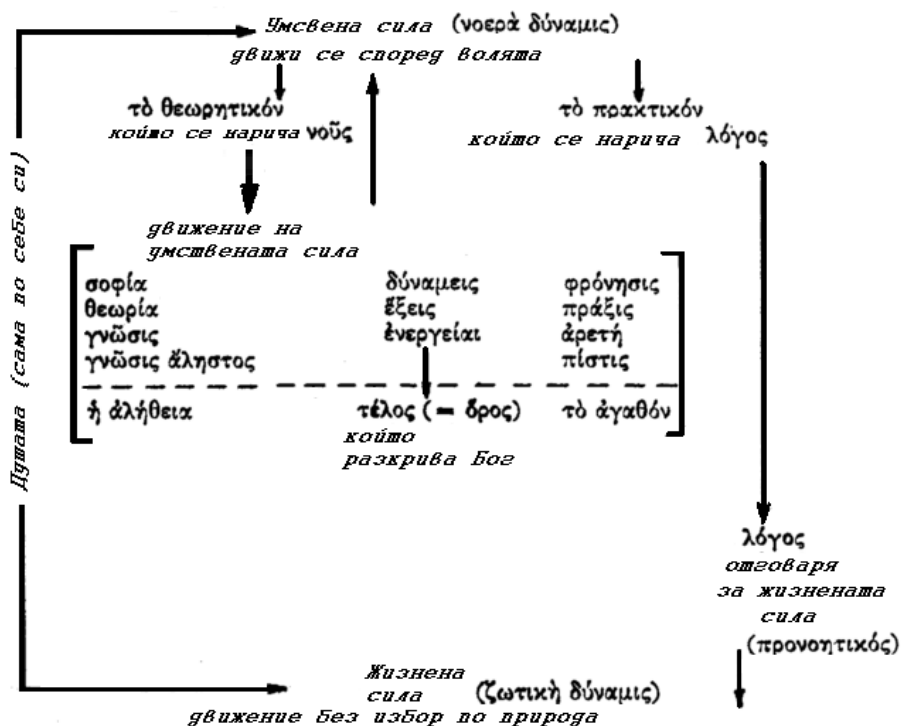 Умсвена сила (νοερὰ δύναμις)
движи се според волята
τὸ θεωρητικόν
който се нарича νοῦς
τὸ πρακτικόν
който се нарича λόγος
Душата (сама по себе си)
движение на
умствената сила
σοφία δύναμεις φρόνησις
θεωρία ἕξεις πράξις
γνῶσις ἐνεργείαι ἀρετή
γνῶσις ἄληστος πίστις
ἡ ἀλήθεια τέλος (= ὅρος) τὸ ἀγαθόν
който
разкрива Бог
λόγος
отговаря
за жизнената
сила
(προνοητικός)
Жизнена
сила (ζωτικὴ δύναμις)
движение без избор по природа